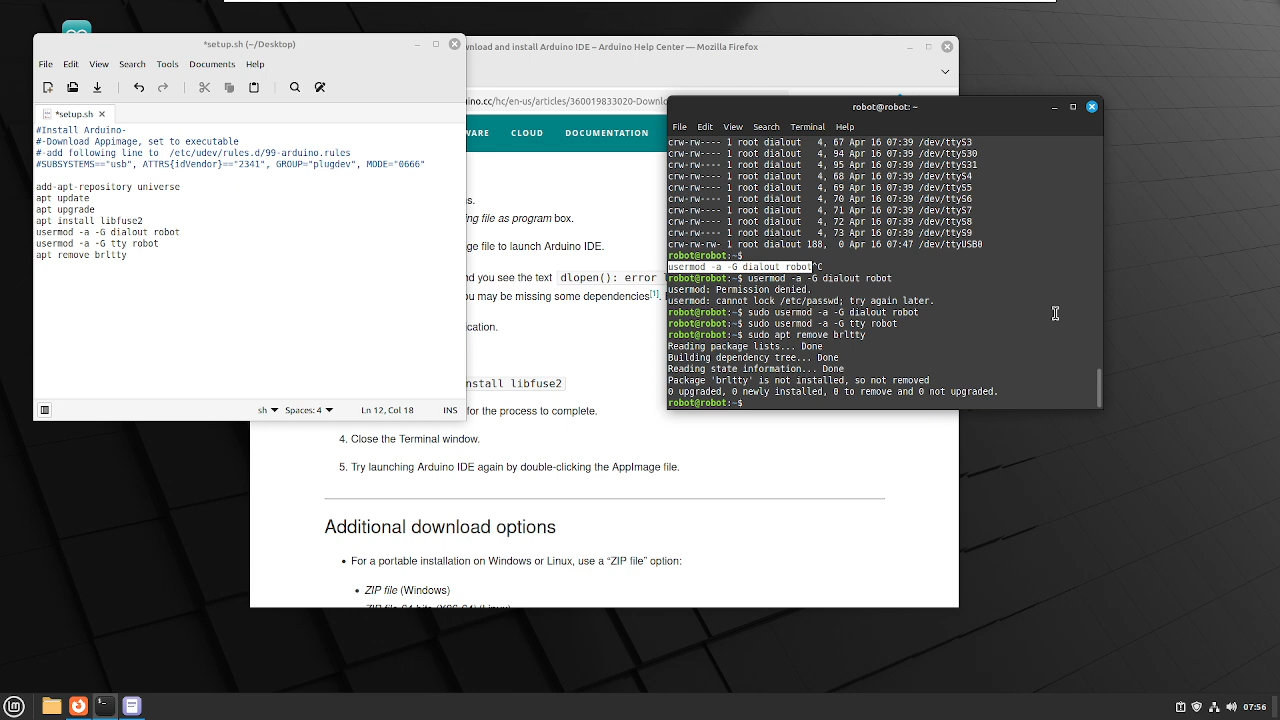 *setup.sh (~/Desktop)
File Edit View Search Tools Documents Help
*setup.sh
#Install Arduino-
#-Download Appimage, set to executable
#-add following line to  /etc/udev/rules.d/99-arduino.rules
#SUBSYSTEMS=="usb", ATTRS{idVendor}=="2341", GROUP="plugdev", MODE="0666"
add-apt-repository universe
apt update
apt upgrade
apt install libfuse2
usermod -a -G dialout robot
usermod -a -G tty robot
apt remove brltty
sh Spaces: 4 Ln 12, Col 18 INS
wnload and install Arduino IDE – Arduino Help Center — Mozilla Firefox
ino.cc/hc/en-us/articles/360019833020-Downlo
WARE CLOUD DOCUMENTATION
ns.
ing file as program box.
ge file to launch Arduino IDE.
nd you see the text dlopen(): error l
ou may be missing some dependencies[1].
cation.
nstall libfuse2
for the process to complete.
4. Close the Terminal window.
5. Try launching Arduino IDE again by double-clicking the AppImage file.
Additional download options
• For a portable installation on Windows or Linux, use a “ZIP file” option:
• ZIP file (Windows)
ZIP file 64 bits (X86-64) (Linux)
robot@robot: ~
File Edit View Search Terminal Help
crw-rw---- 1 root dialout   4, 67 Apr 16 07:39 /dev/ttyS3
crw-rw---- 1 root dialout   4, 94 Apr 16 07:39 /dev/ttyS30
crw-rw---- 1 root dialout   4, 95 Apr 16 07:39 /dev/ttyS31
crw-rw---- 1 root dialout   4, 68 Apr 16 07:39 /dev/ttyS4
crw-rw---- 1 root dialout   4, 69 Apr 16 07:39 /dev/ttyS5
crw-rw---- 1 root dialout   4, 70 Apr 16 07:39 /dev/ttyS6
crw-rw---- 1 root dialout   4, 71 Apr 16 07:39 /dev/ttyS7
crw-rw---- 1 root dialout   4, 72 Apr 16 07:39 /dev/ttyS8
crw-rw---- 1 root dialout   4, 73 Apr 16 07:39 /dev/ttyS9
crw-rw-rw- 1 root dialout 188,  0 Apr 16 07:47 /dev/ttyUSB0
robot@robot:~$
usermod -a -G dialout robot^C
robot@robot:~$ usermod -a -G dialout robot
usermod: Permission denied.
usermod: cannot lock /etc/passwd; try again later.
robot@robot:~$ sudo usermod -a -G dialout robot
robot@robot:~$ sudo usermod -a -G tty robot
robot@robot:~$ sudo apt remove brltty
Reading package lists... Done
Building dependency tree... Done
Reading state information... Done
Package 'brltty' is not installed, so not removed
0 upgraded, 0 newly installed, 0 to remove and 0 not upgraded.
robot@robot:~$
07:56